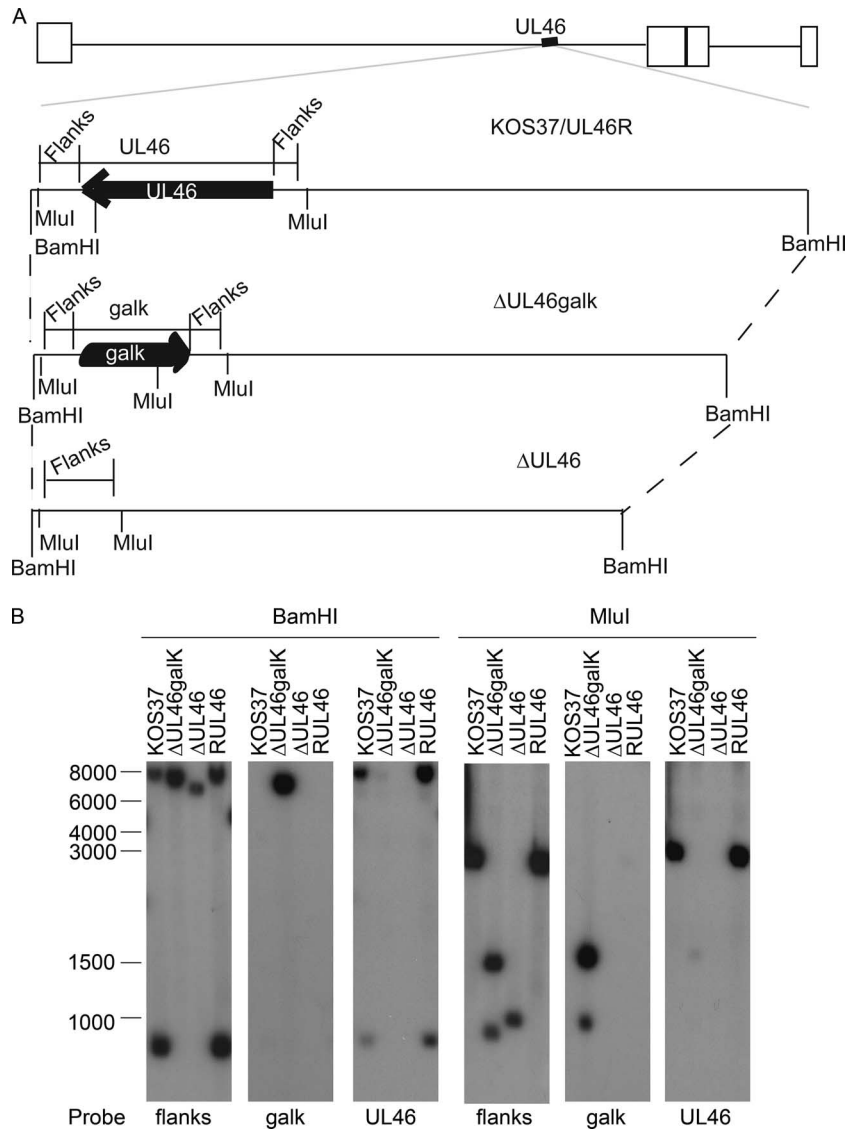 A
UL46
KOS37/UL46R
Flanks UL46 Flanks
UL46
MluI MluI
BamHI BamHI
ΔUL46galk
Flanks galk Flanks
galk
MluI MluI MluI
BamHI BamHI
ΔUL46
Flanks
MluI MluI
BamHI BamHI
B
BamHI MluI
KOS37 ΔUL46galK ΔUL46 RUL46 KOS37 ΔUL46galK ΔUL46 RUL46 KOS37 ΔUL46galK ΔUL46 RUL46 KOS37 ΔUL46galK ΔUL46 RUL46 KOS37 ΔUL46galK ΔUL46 RUL46 KOS37 ΔUL46galK ΔUL46 RUL46
8000
6000
4000
3000
1500
1000
Probe flanks galk UL46 flanks galk UL46